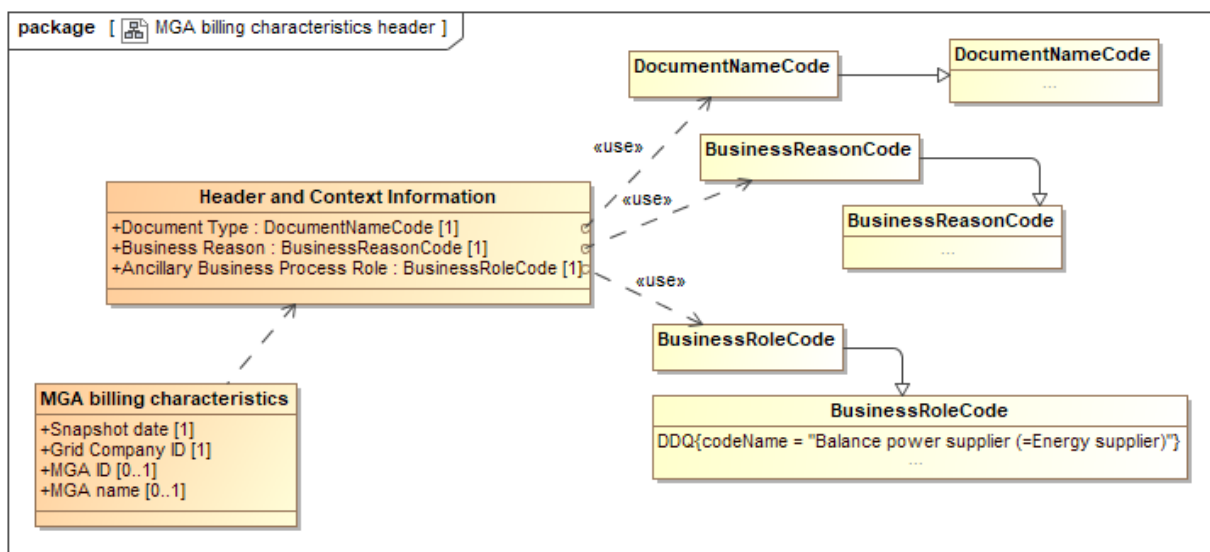 package [ MGA billing characteristics header ]
DocumentNameCode
DocumentNameCode
...
«use»
BusinessReasonCode
«use»
Header and Context Information
+Document Type : DocumentNameCode [1]
+Business Reason : BusinessReasonCode [1]
+Ancillary Business Process Role : BusinessRoleCode [1]
BusinessReasonCode
...
«use»
BusinessRoleCode
MGA billing characteristics
+Snapshot date [1]
+Grid Company ID [1]
+MGA ID [0..1]
+MGA name [0..1]
BusinessRoleCode
DDQ{codeName = "Balance power supplier (=Energy supplier)"}
...